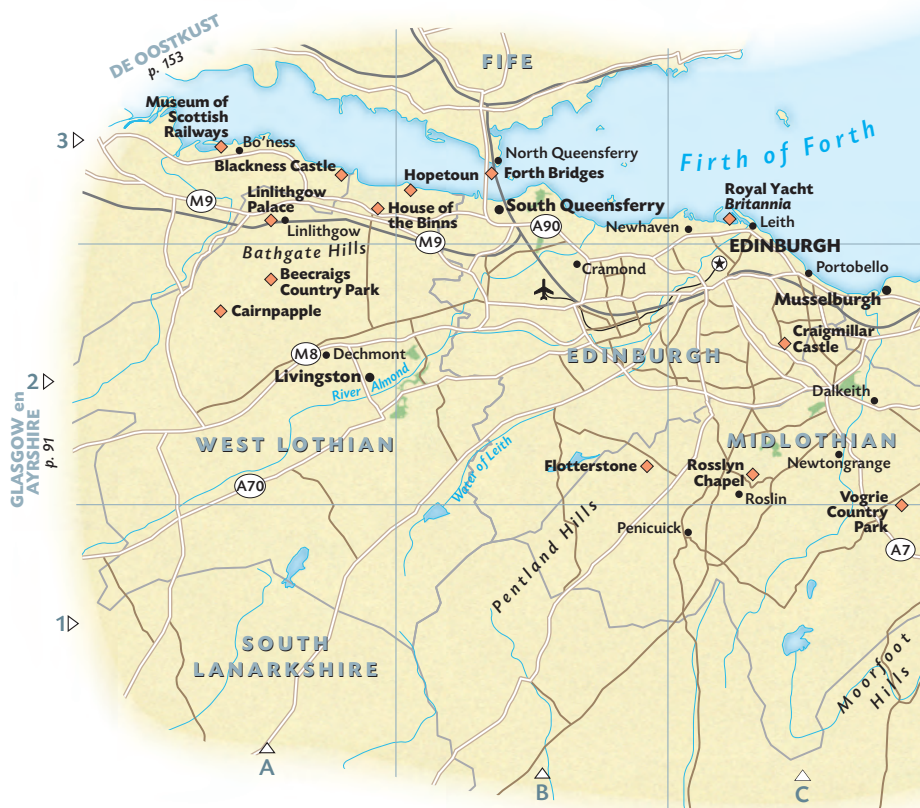 DE OOSTKUST
p. 153
FIFE
Museum of
Scottish
Railways
3
Bo'ness
North Queensferry
Firth of Forth
Blackness Castle
Hopetoun
Forth Bridges
Royal Yacht
Britannia
M9
Linlithgow
Palace
House of
the Binns
South Queensferry
Leith
Linlithgow
A90
Newhaven
M9
EDINBURGH
Bathgate Hills
Cramond
Portobello
Beecraigs
Country Park
Musselburgh
Cairnpapple
Craigmillar
Castle
M8
Dechmont
EDINBURGH
Livingston
River Almond
2
Dalkeith
GLASGOW en
AYRSHIRE
p. 91
WEST LOTHIAN
MIDLOTHIAN
Water of Leith
Flotterstone
Rosslyn
Chapel
Newtongrange
A70
Roslin
Vogrie
Country
Park
Pentland Hills
Penicuick
A7
1
SOUTH
LANARKSHIRE
Moorfoot
Hills
A
B
C